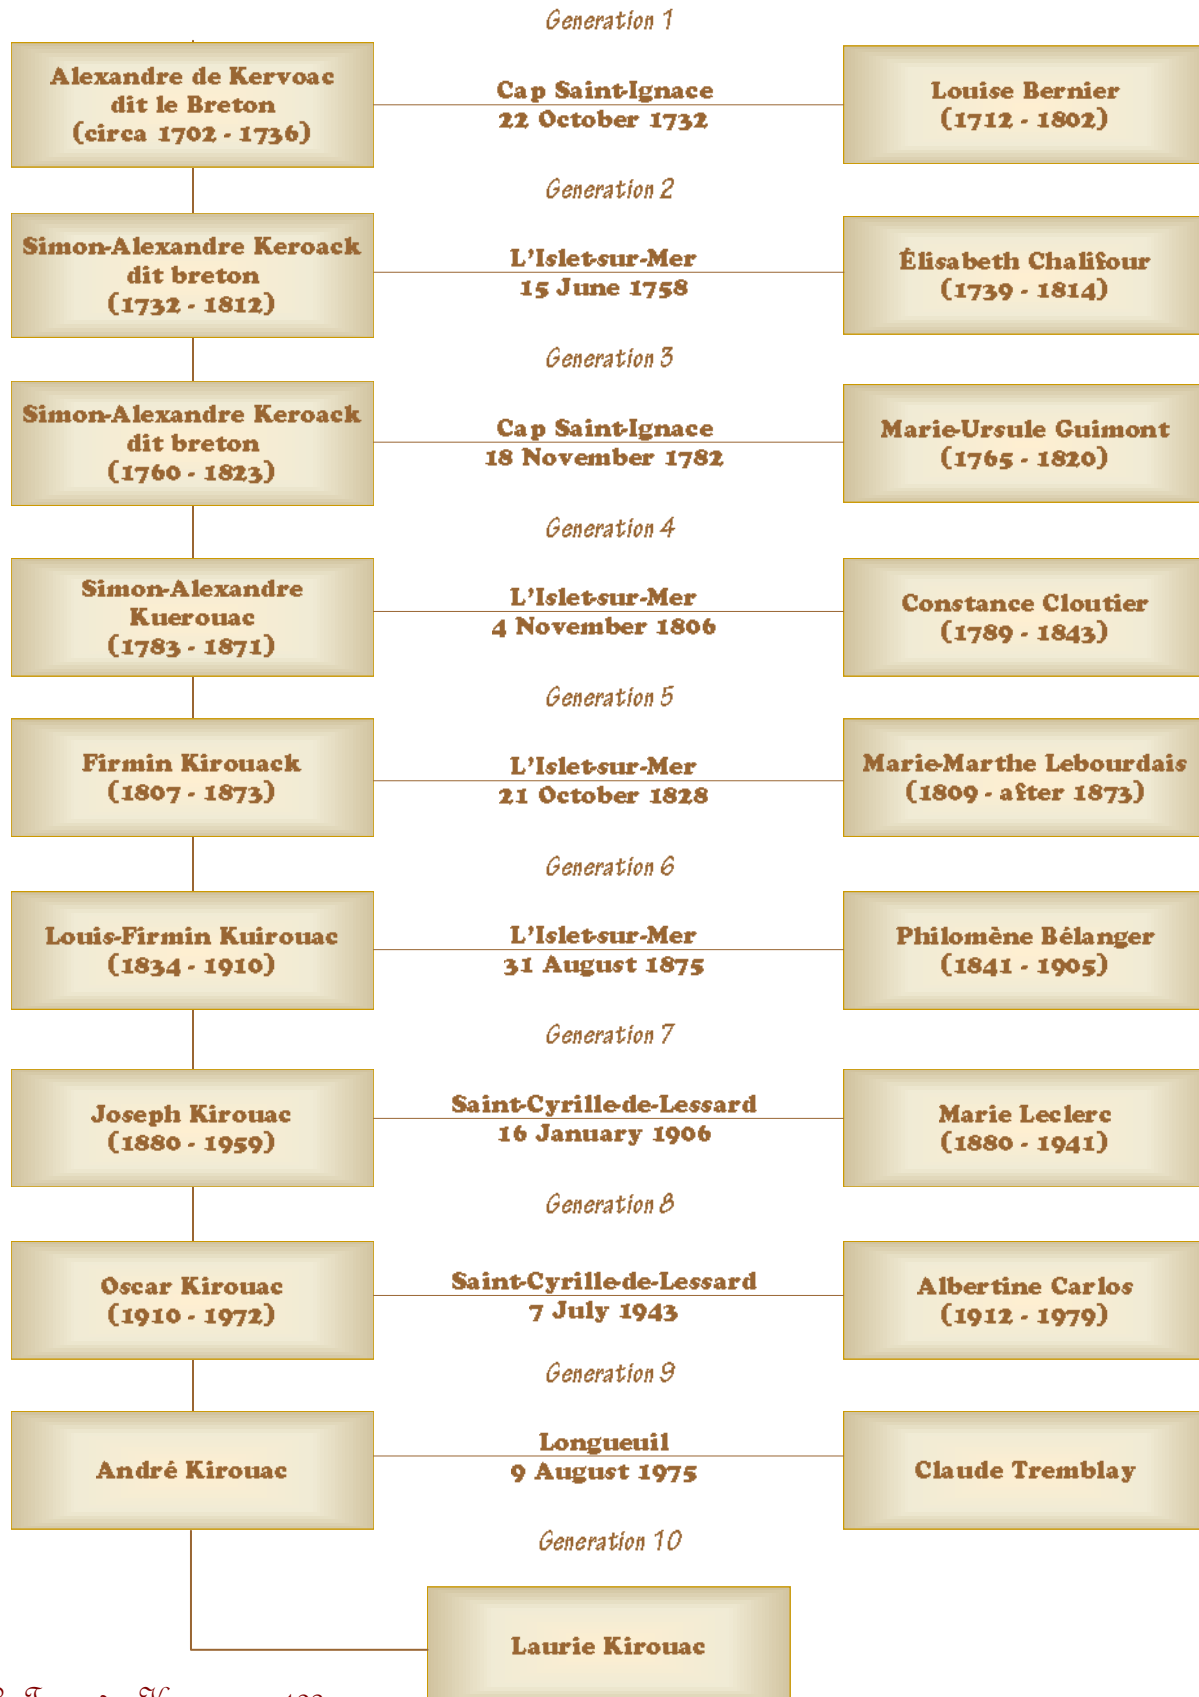 Generation 1
Alexandre de Kervoac
dit le Breton
(circa 1702 - 1736)
Cap Saint-Ignace
22 October 1732
Louise Bernier
(1712 - 1802)
Generation 2
Simon-Alexandre Keroack
dit breton
(1732 - 1812)
L'Islet-sur-Mer
15 June 1758
Élisabeth Chalifour
(1739 - 1814)
Generation 3
Simon-Alexandre Keroack
dit breton
(1760 - 1823)
Cap Saint-Ignace
18 November 1782
Marie-Ursule Guimont
(1765 - 1820)
Generation 4
Simon-Alexandre
Kuerouac
(1783 - 1871)
L'Islet-sur-Mer
4 November 1806
Constance Cloutier
(1789 - 1843)
Generation 5
Firmin Kirouack
(1807 - 1873)
L'Islet-sur-Mer
21 October 1828
Marie-Marthe Lebourdais
(1809 - after 1873)
Generation 6
Louis-Firmin Kuirouac
(1834 - 1910)
L'Islet-sur-Mer
31 August 1875
Philomène Bélanger
(1841 - 1905)
Generation 7
Joseph Kirouac
(1880 - 1959)
Saint-Cyrille-de-Lessard
16 January 1906
Marie Leclerc
(1880 - 1941)
Generation 8
Oscar Kirouac
(1910 - 1972)
Saint-Cyrille-de-Lessard
7 July 1943
Albertine Carlos
(1912 - 1979)
Generation 9
André Kirouac
Longueuil
9 August 1975
Claude Tremblay
Generation 10
Laurie Kirouac